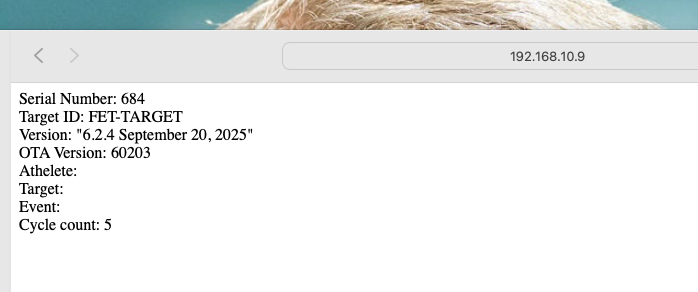 192.168.10.9
Serial Number: 684
Target ID: FET-TARGET
Version: "6.2.4 September 20, 2025"
OTA Version: 60203
Athelete:
Target:
Event:
Cycle count: 5